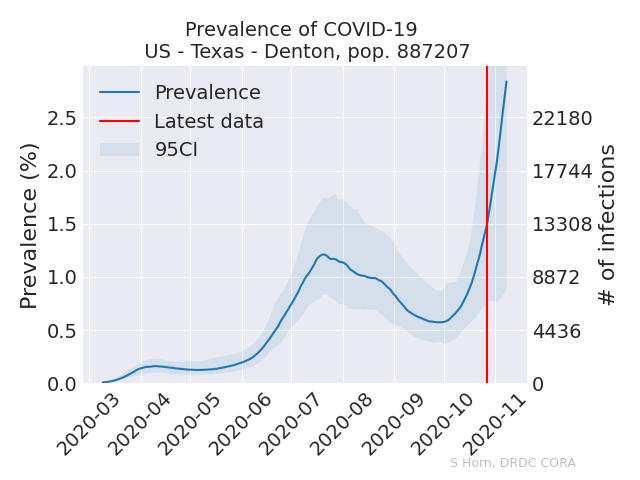 Prevalence of COVID-19
US - Texas - Denton, pop. 887207
Prevalence
Latest data
95CI
Prevalence (%)
2.5
2.0
1.5
1.0
0.5
0.0
22180
17744
13308
8872
4436
0
# of infections
2020-03
2020-04
2020-05
2020-06
2020-07
2020-08
2020-09
2020-10
2020-11
S Horn, DRDC CORA